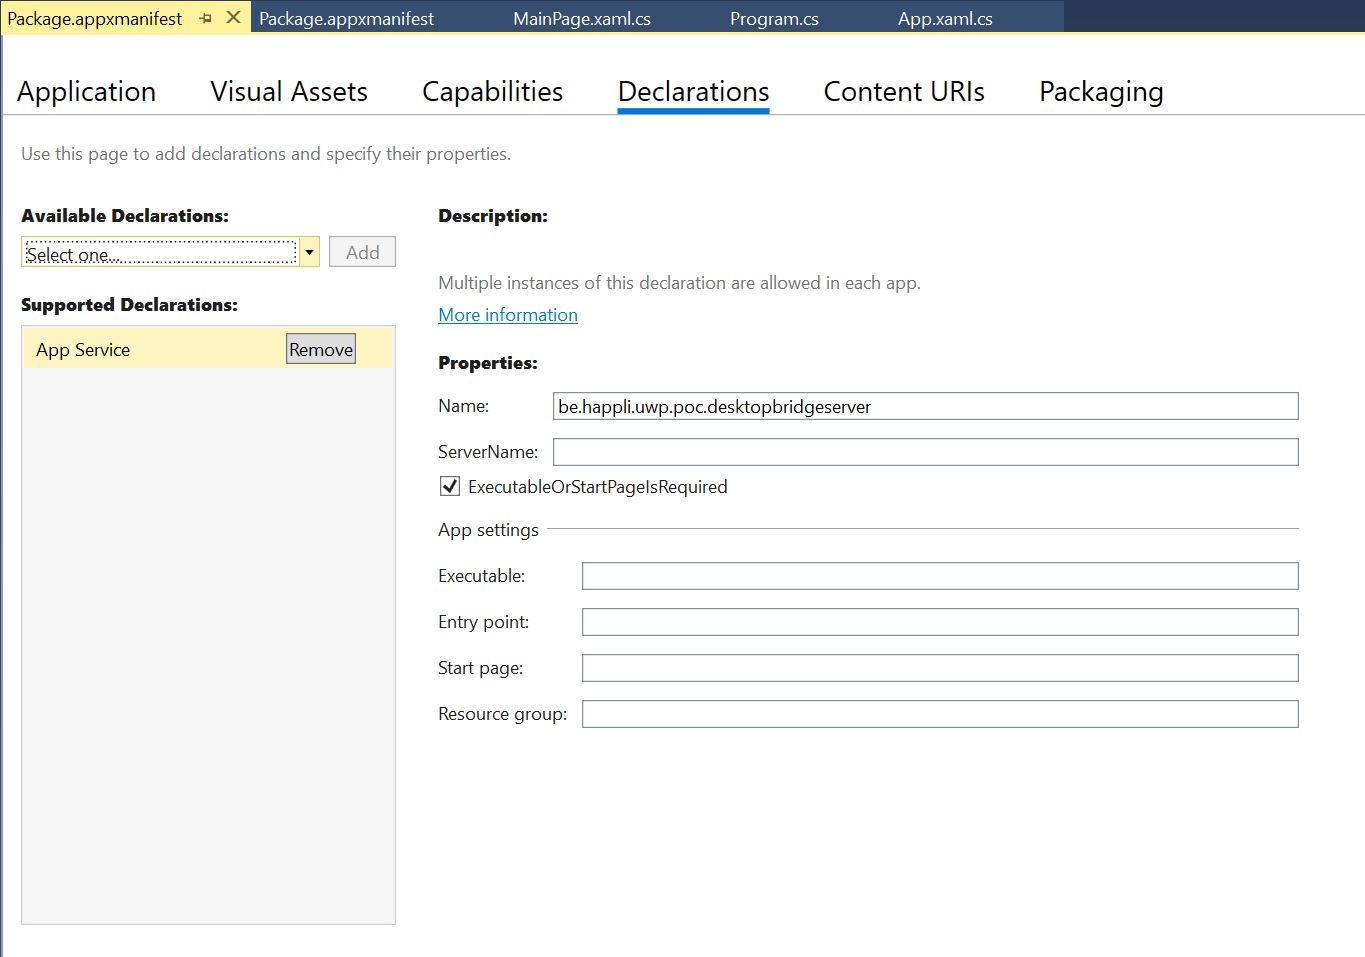 Package.appxmanifest Package.appxmanifest MainPage.xaml.cs Program.cs App.xaml.cs
Application Visual Assets Capabilities Declarations Content URIs Packaging
Use this page to add declarations and specify their properties.
Available Declarations:
Select one...
Add
Supported Declarations:
App Service
Remove
Description:
Multiple instances of this declaration are allowed in each app.
More information
Properties:
Name: be.happli.uwp.poc.desktopbridgeserver
ServerName:
ExecutableOrStartPageIsRequired
App settings
Executable:
Entry point:
Start page:
Resource group: